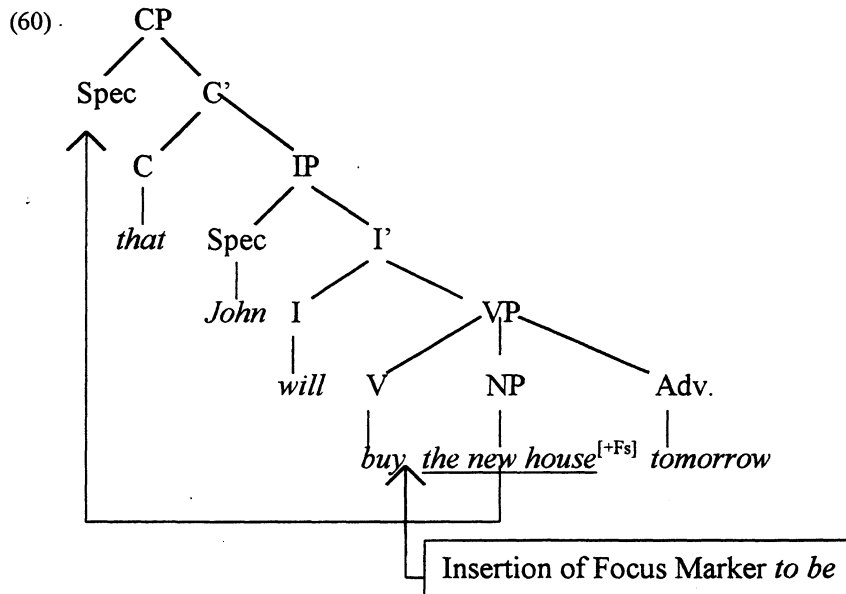 (60) CP
Spec C'
C IP
that Spec I'
John I VP
will V NP Adv.
buy the new house[+Fs] tomorrow
Insertion of Focus Marker to be